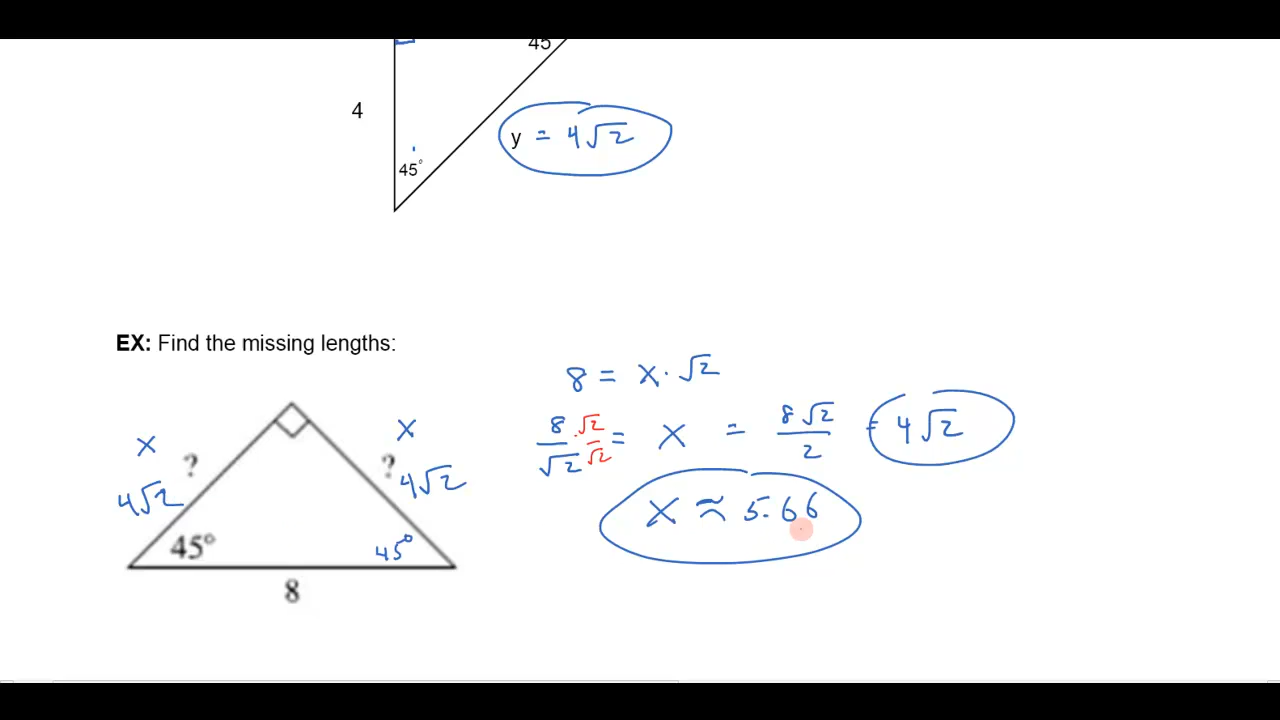 45
4
y = 4√2
45°
EX: Find the missing lengths:
8 = x · √2
8/√2 · √2/√2 = x = 8√2/2 = 4√2
x x
? ?
4√2 4√2
x ≈ 5.66
45° 45°
8